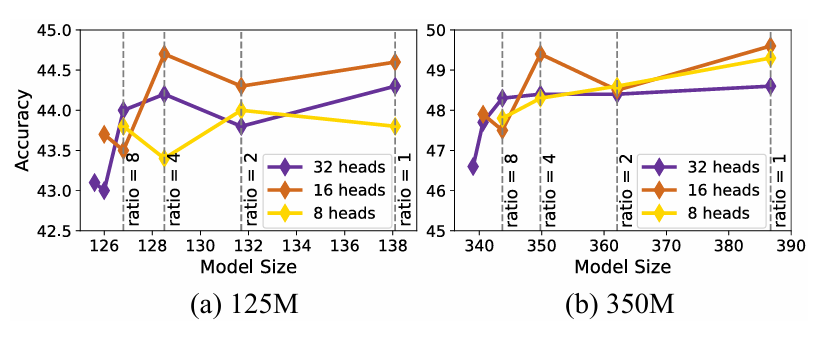 45.0
44.5
44.0
43.5
43.0
42.5
Accuracy
126 128 130 132 134 136 138
Model Size
ratio = 8
ratio = 4
ratio = 2
ratio = 1
32 heads
16 heads
8 heads
(a) 125M
50
49
48
47
46
45
340 350 360 370 380 390
Model Size
ratio = 8
ratio = 4
ratio = 2
ratio = 1
32 heads
16 heads
8 heads
(b) 350M